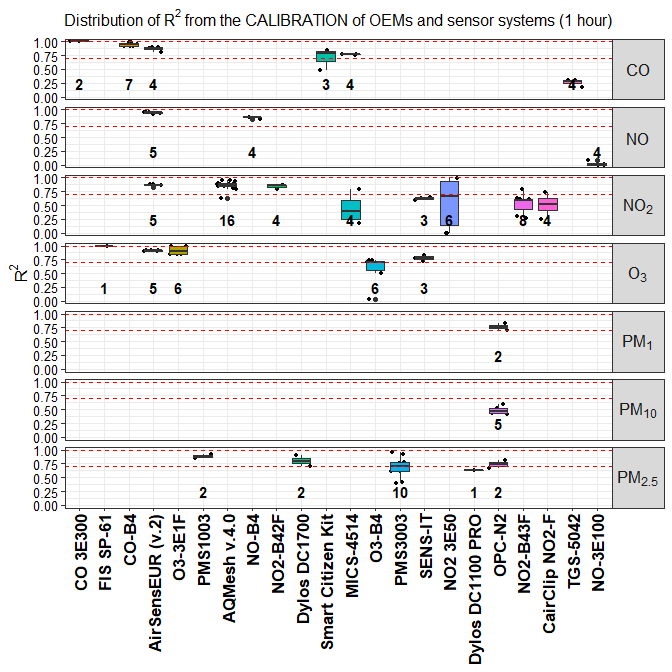 Distribution of R² from the CALIBRATION of OEMs and sensor systems (1 hour)
1.00
0.75
0.50
0.25
0.00
2 7 4 3 4 4
CO
1.00
0.75
0.50
0.25
0.00
5 4 4
NO
1.00
0.75
0.50
0.25
0.00
5 16 4 4 3 6 8 4
NO₂
R²
1.00
0.75
0.50
0.25
0.00
1 5 6 6 3
O₃
1.00
0.75
0.50
0.25
0.00
2
PM₁
1.00
0.75
0.50
0.25
0.00
5
PM₁₀
1.00
0.75
0.50
0.25
0.00
2 2 10 1 2
PM₂.₅
CO 3E300
FIS SP-61
CO-B4
AirSensEUR (v.2)
O3-3E1F
PMS1003
AQMesh v.4.0
NO-B4
NO2-B42F
Dylos DC1700
Smart Citizen Kit
MICS-4514
O3-B4
PMS3003
SENS-IT
NO2 3E50
Dylos DC1100 PRO
OPC-N2
NO2-B43F
CairClip NO2-F
TGS-5042
NO-3E100